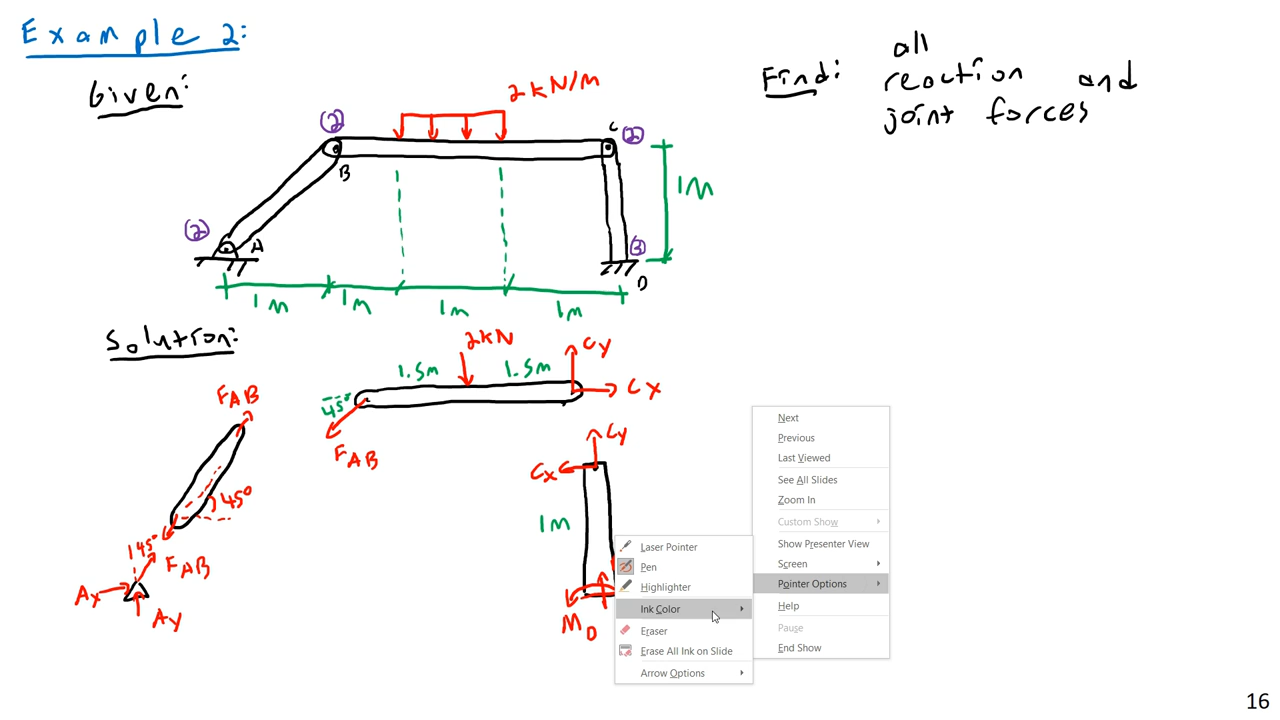 Example 2:
Given:
Find: all
reaction and
joint forces
2 kN/m
②
B
C
②
1m
②
A
③
D
1m
1m
1m
1m
Solution:
2kN
1.5m
1.5m
Cy
Cx
45°
FAB
FAB
45°
45°
FAB
Ax
Ay
Cy
Cx
1m
MD
Next
Previous
Last Viewed
See All Slides
Zoom In
Custom Show
Show Presenter View
Screen
Pointer Options
Help
Pause
End Show
Laser Pointer
Pen
Highlighter
Ink Color
Eraser
Erase All Ink on Slide
Arrow Options
16